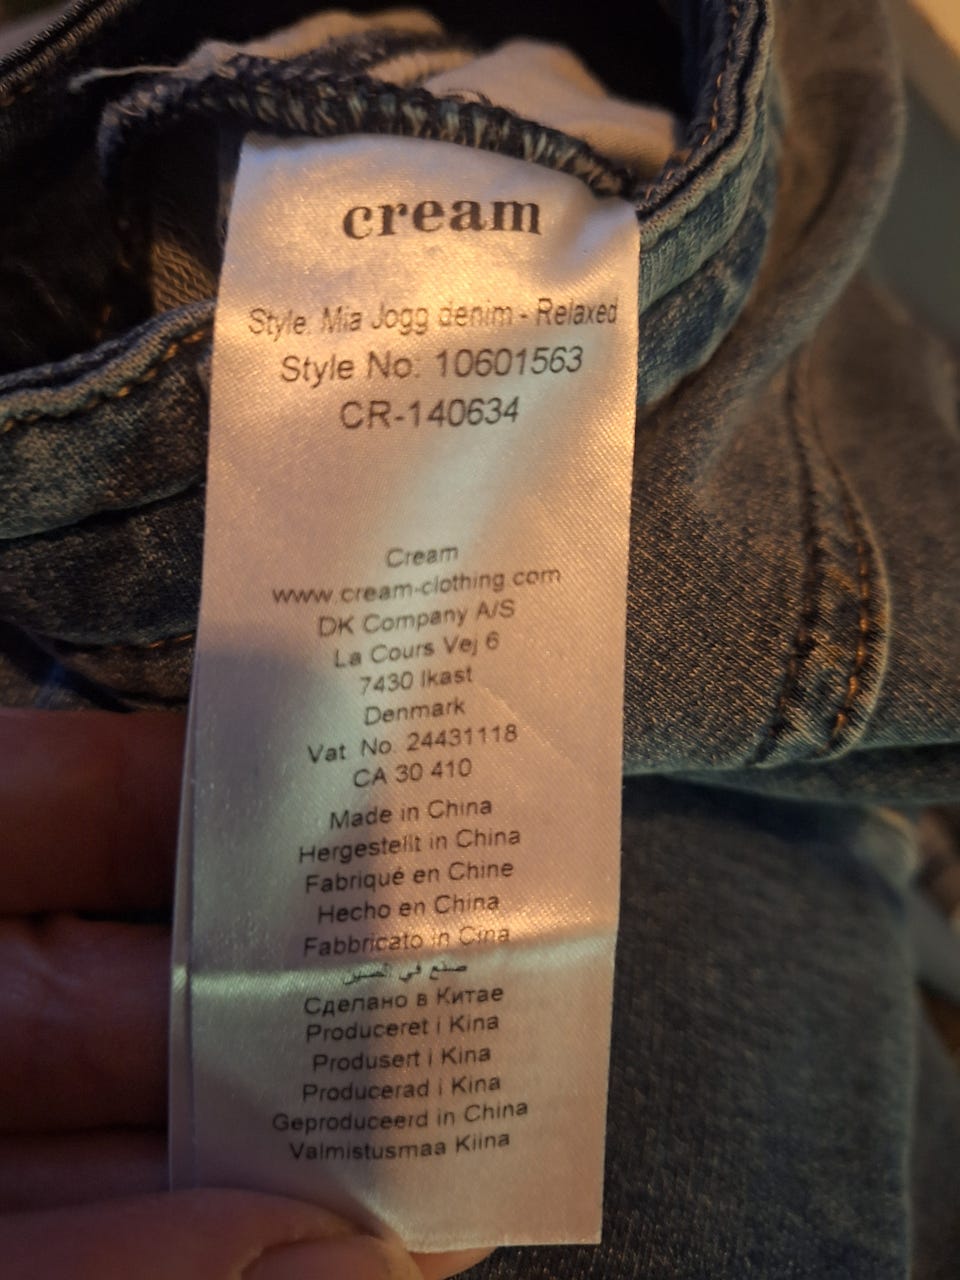 cream
Style: Mia Jogg denim - Relaxed
Style No: 10601563
CR-140634
Cream
www.cream-clothing.com
DK Company A/S
La Cours Vej 6
7430 Ikast
Denmark
Vat. No. 24431118
CA 30 410
Made in China
Hergestellt in China
Fabriqué en Chine
Hecho en China
Fabbricato in Cina
صنع في الصين
Сделано в Китае
Produceret i Kina
Produsert i Kina
Producerad i Kina
Geproduceerd in China
Valmistusmaa Kiina